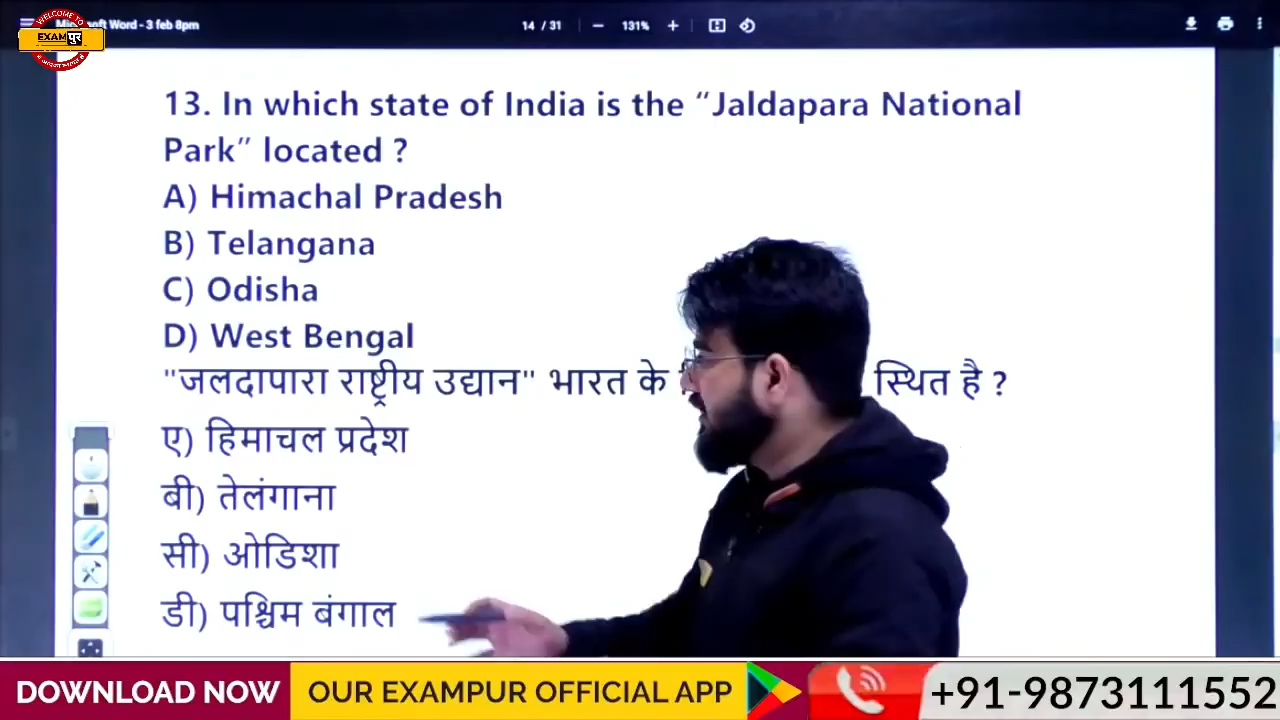 WELCOME TO
EXAMपुर
Microsoft Word - 3 feb 8pm
14 / 31
131%
13. In which state of India is the “Jaldapara National
Park” located ?
A) Himachal Pradesh
B) Telangana
C) Odisha
D) West Bengal
"जलदापारा राष्ट्रीय उद्यान" भारत के स्थित है ?
ए) हिमाचल प्रदेश
बी) तेलंगाना
सी) ओडिशा
डी) पश्चिम बंगाल
DOWNLOAD NOW OUR EXAMPUR OFFICIAL APP +91-9873111552